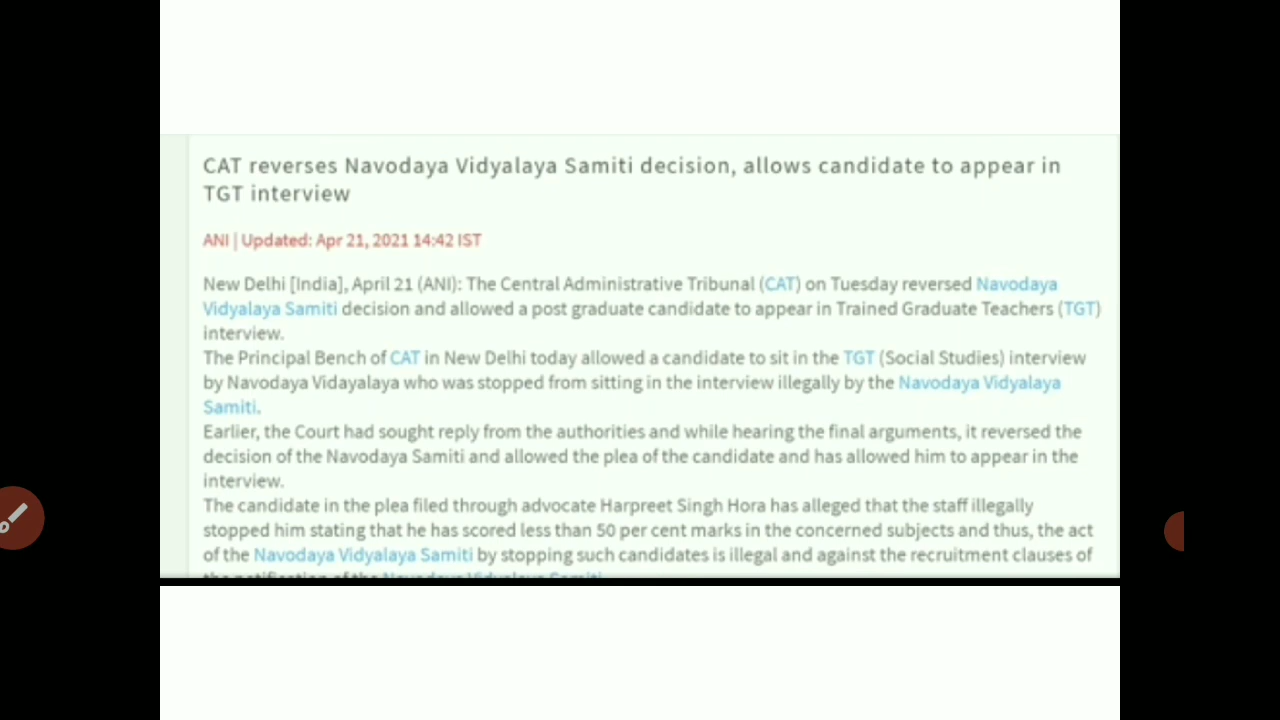 CAT reverses Navodaya Vidyalaya Samiti decision, allows candidate to appear in
TGT interview
ANI | Updated: Apr 21, 2021 14:42 IST
New Delhi [India], April 21 (ANI): The Central Administrative Tribunal (CAT) on Tuesday reversed Navodaya
Vidyalaya Samiti decision and allowed a post graduate candidate to appear in Trained Graduate Teachers (TGT)
interview.
The Principal Bench of CAT in New Delhi today allowed a candidate to sit in the TGT (Social Studies) interview
by Navodaya Vidayalaya who was stopped from sitting in the interview illegally by the Navodaya Vidyalaya
Samiti.
Earlier, the Court had sought reply from the authorities and while hearing the final arguments, it reversed the
decision of the Navodaya Samiti and allowed the plea of the candidate and has allowed him to appear in the
interview.
The candidate in the plea filed through advocate Harpreet Singh Hora has alleged that the staff illegally
stopped him stating that he has scored less than 50 per cent marks in the concerned subjects and thus, the act
of the Navodaya Vidyalaya Samiti by stopping such candidates is illegal and against the recruitment clauses of